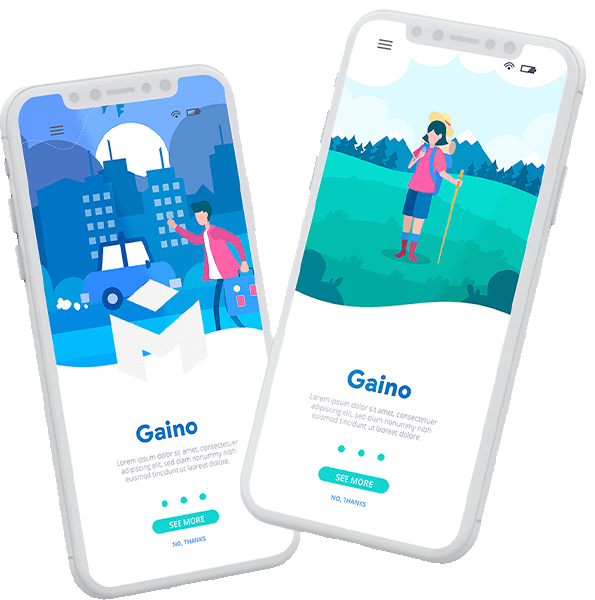 Gaino
Lorem ipsum dolor sit amet, consectetuer
adipiscing elit, sed diam nonummy nibh
euismod tincidunt ut laoreet dolore.
SEE MORE
NO, THANKS
Gaino
Lorem ipsum dolor sit amet, consectetuer
adipiscing elit, sed diam nonummy nibh
euismod tincidunt ut laoreet dolore.
SEE MORE
NO, THANKS